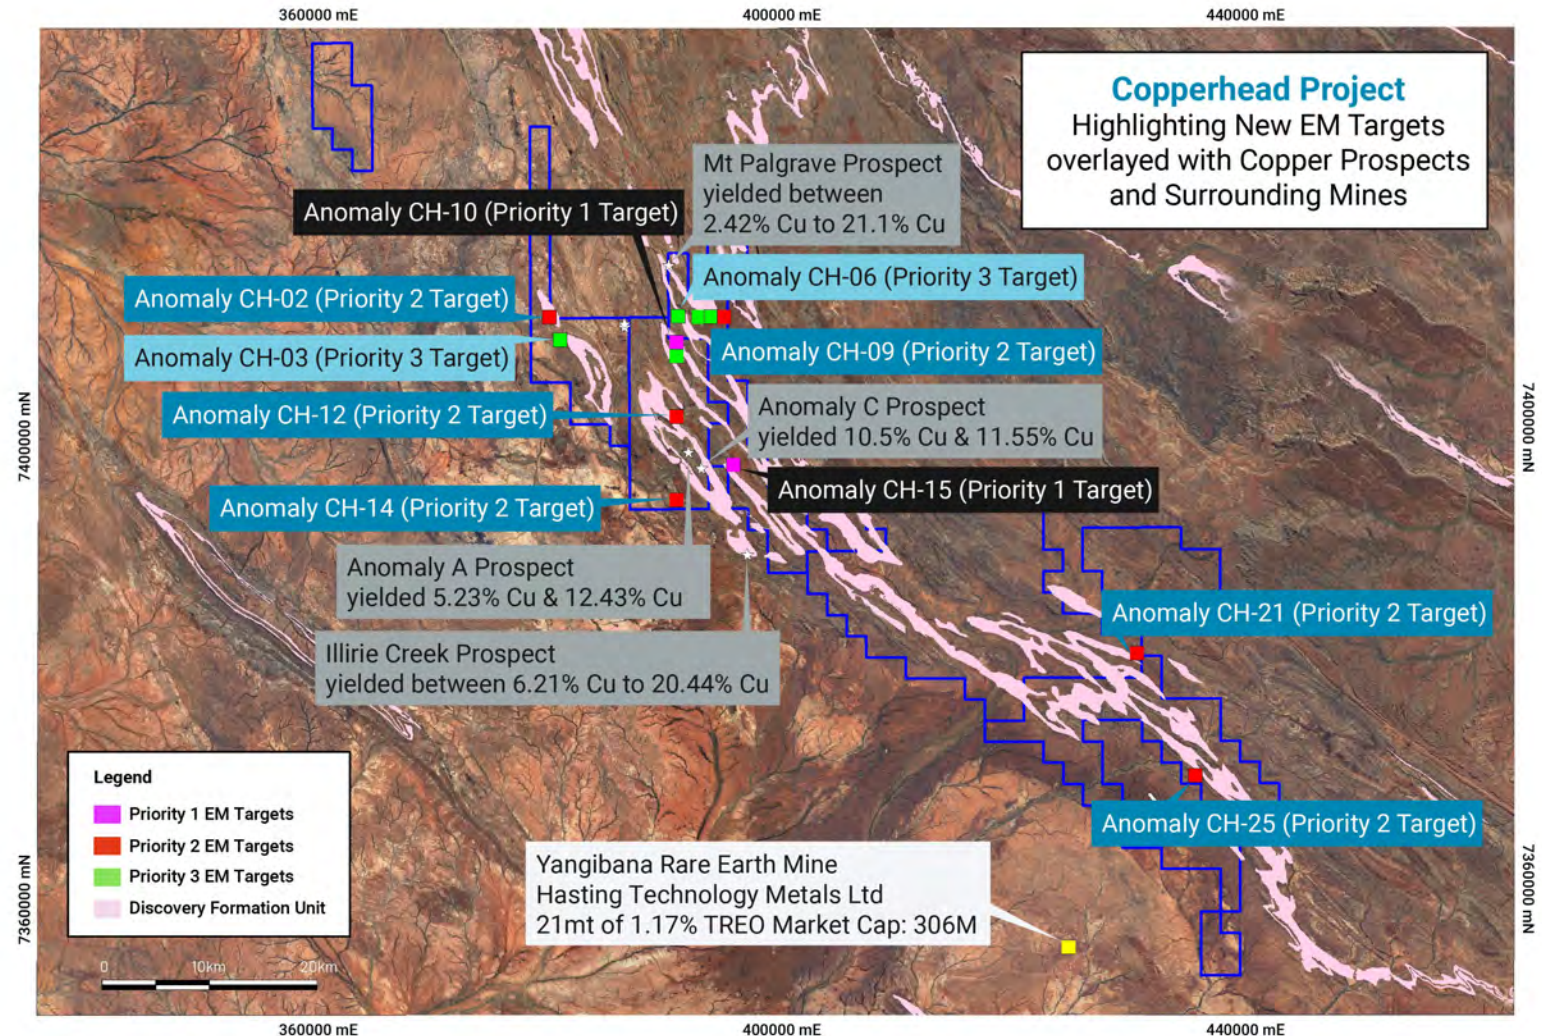 360000 mE
400000 mE
440000 mE
Copperhead Project
Highlighting New EM Targets
overlayed with Copper Prospects
and Surrounding Mines
Mt Palgrave Prospect
yielded between
2.42% Cu to 21.1% Cu
Anomaly CH-10 (Priority 1 Target)
Anomaly CH-06 (Priority 3 Target)
Anomaly CH-02 (Priority 2 Target)
Anomaly CH-03 (Priority 3 Target)
Anomaly CH-09 (Priority 2 Target)
Anomaly CH-12 (Priority 2 Target)
Anomaly C Prospect
yielded 10.5% Cu & 11.55% Cu
7400000 mN
7400000 mN
Anomaly CH-15 (Priority 1 Target)
Anomaly CH-14 (Priority 2 Target)
Anomaly A Prospect
yielded 5.23% Cu & 12.43% Cu
Anomaly CH-21 (Priority 2 Target)
Illirie Creek Prospect
yielded between 6.21% Cu to 20.44% Cu
Legend
Priority 1 EM Targets
Priority 2 EM Targets
Priority 3 EM Targets
Discovery Formation Unit
Anomaly CH-25 (Priority 2 Target)
Yangibana Rare Earth Mine
Hasting Technology Metals Ltd
21mt of 1.17% TREO Market Cap: 306M
7360000 mN
7360000 mN
0
10km
20km
360000 mE
400000 mE
440000 mE